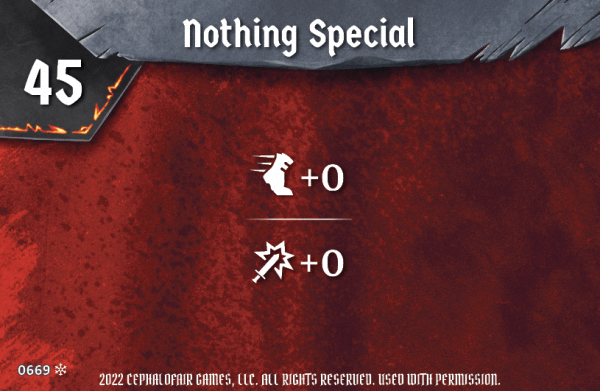 Nothing Special
45
+0
+0
0669
2022 CEPHALOFAIR GAMES, LLC. ALL RIGHTS RESERVED. USED WITH PERMISSION.